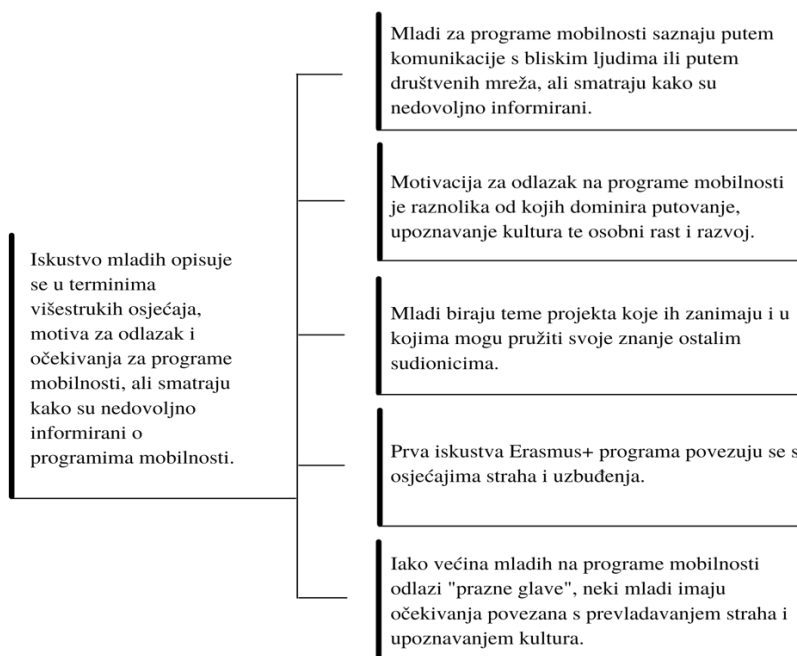 Iskustvo mladih opisuje
se u terminima
višestrukih osjećaja,
motiva za odlazak i
očekivanja za programe
mobilnosti, ali smatraju
kako su nedovoljno
informirani o
programima mobilnosti.
Mladi za programe mobilnosti saznaju putem
komunikacije s bliskim ljudima ili putem
društvenih mreža, ali smatraju kako su
nedovoljno informirani.
Motivacija za odlazak na programe mobilnosti
je raznolika od kojih dominira putovanje,
upoznavanje kultura te osobni rast i razvoj.
Mladi biraju teme projekta koje ih zanimaju i u
kojima mogu pružiti svoje znanje ostalim
sudionicima.
Prva iskustva Erasmus+ programa povezuju se s
osjećajima straha i uzbuđenja.
Iako većina mladih na programe mobilnosti
odlazi "prazne glave", neki mladi imaju
očekivanja povezana s prevladavanjem straha i
upoznavanjem kultura.